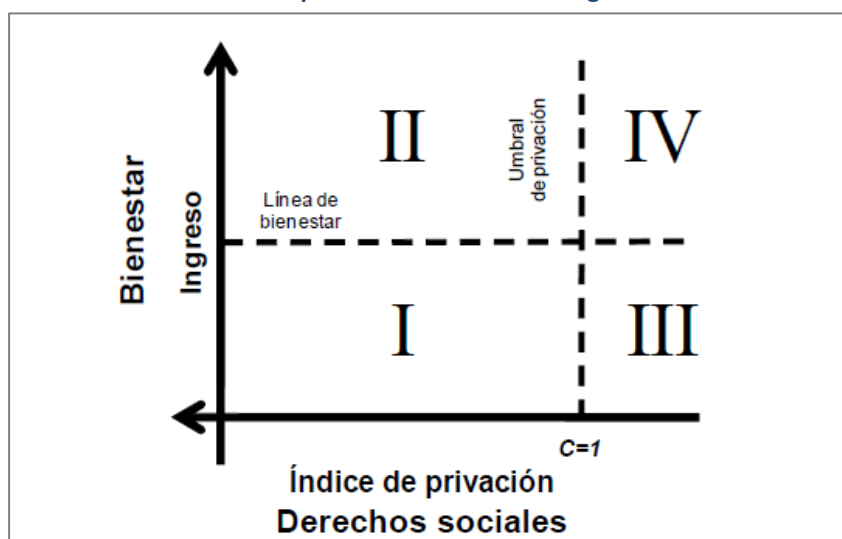 II
IV
Umbral
de privación
Línea de
bienestar
Bienestar
Ingreso
I
III
C=1
Índice de privación
Derechos sociales